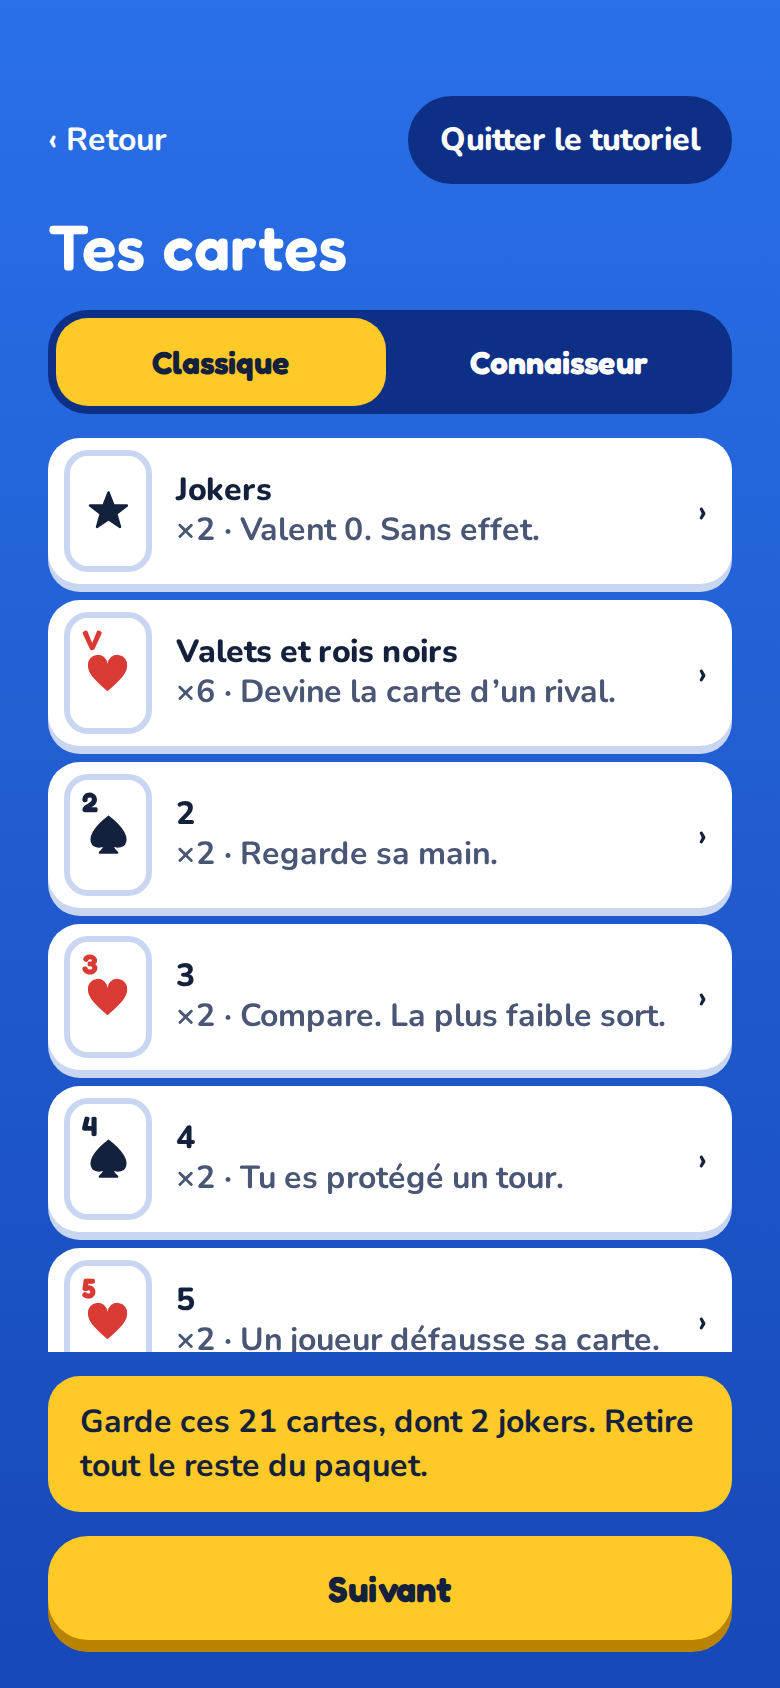 ‹ Retour
Quitter le tutoriel
Tes cartes
Classique
Connaisseur
Jokers
×2 · Valent 0. Sans effet.
›
V
Valets et rois noirs
×6 · Devine la carte d’un rival.
›
2
2
×2 · Regarde sa main.
›
3
3
×2 · Compare. La plus faible sort.
›
4
4
×2 · Tu es protégé un tour.
›
5
5
×2 · Un joueur défausse sa carte.
›
Garde ces 21 cartes, dont 2 jokers. Retire
tout le reste du paquet.
Suivant